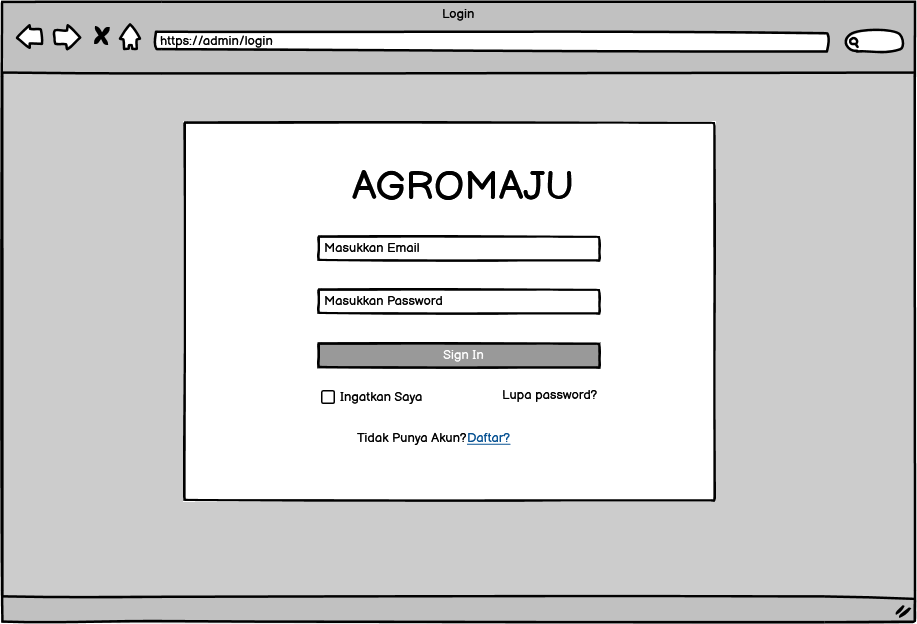 Login
https://admin/login
AGROMAJU
Masukkan Email
Masukkan Password
Sign In
Ingatkan Saya Lupa password?
Tidak Punya Akun?Daftar?